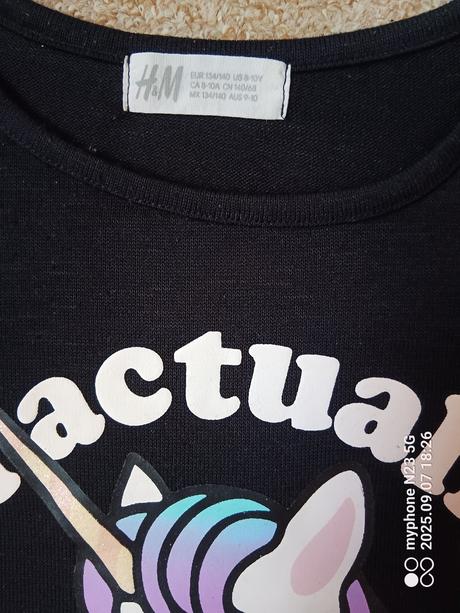 H&M
EUR 134/140 US 8-10Y
CA 8-10A CN 140/68
MX 134/140 AUS 9-10
actual
myphone N23 5G
2025.09.07 18:26